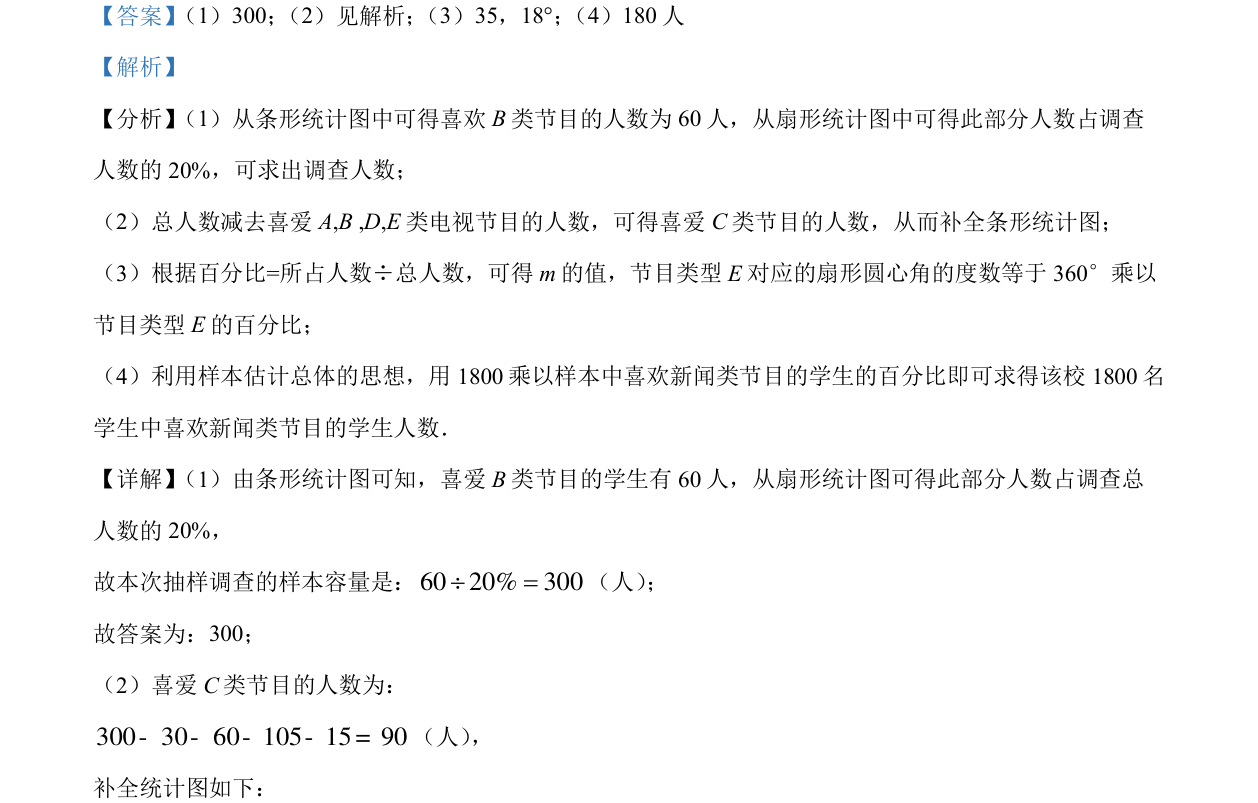 【答案】（1）300；（2）见解析；（3）35，18°；（4）180 人
【解析】
【分析】（1）从条形统计图中可得喜欢 B 类节目的人数为 60 人，从扇形统计图中可得此部分人数占调查
人数的 20%，可求出调查人数；
（2）总人数减去喜爱 A,B ,D,E 类电视节目的人数，可得喜爱 C 类节目的人数，从而补全条形统计图；
（3）根据百分比=所占人数÷总人数，可得 m 的值，节目类型 E 对应的扇形圆心角的度数等于 360° 乘以
节目类型 E 的百分比；
（4）利用样本估计总体的思想，用 1800 乘以样本中喜欢新闻类节目的学生的百分比即可求得该校 1800 名
学生中喜欢新闻类节目的学生人数．
【详解】（1）由条形统计图可知，喜爱 B 类节目的学生有 60 人，从扇形统计图可得此部分人数占调查总
人数的 20%，
故本次抽样调查的样本容量是：60÷20% = 300（人）；
故答案为：300；
（2）喜爱 C 类节目的人数为：
300- 30- 60- 105- 15= 90（人），
补全统计图如下：